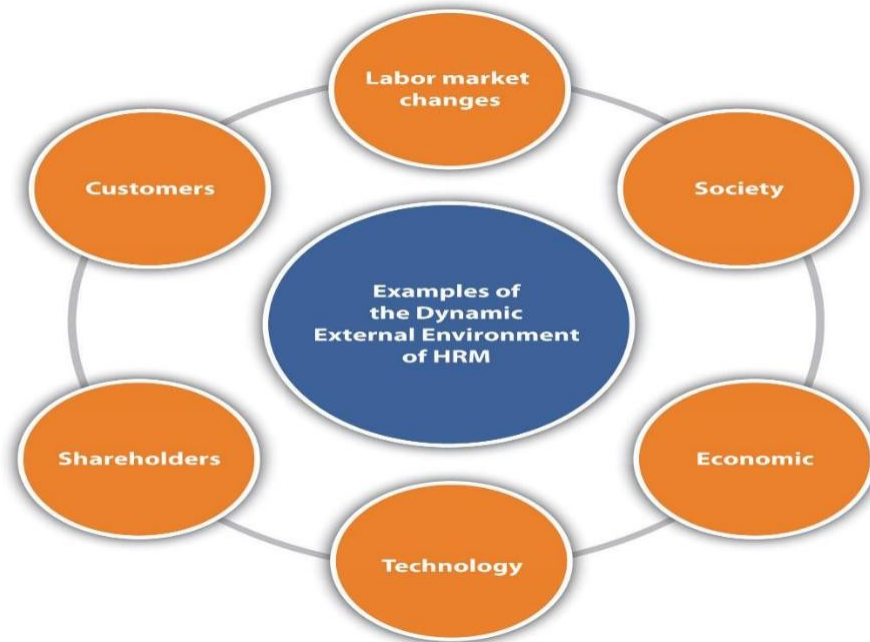 Labor market
changes
Customers
Society
Examples of
the Dynamic
External Environment
of HRM
Shareholders
Economic
Technology